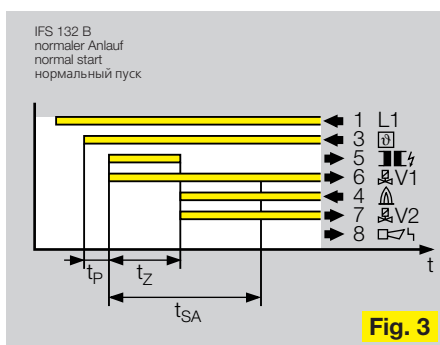 IFS 132 B
normaler Anlauf
normal start
нормальный пуск
1 L1
3 ϑ
5
6 V1
4
7 V2
8
t
tP
tZ
tSA
Fig. 3